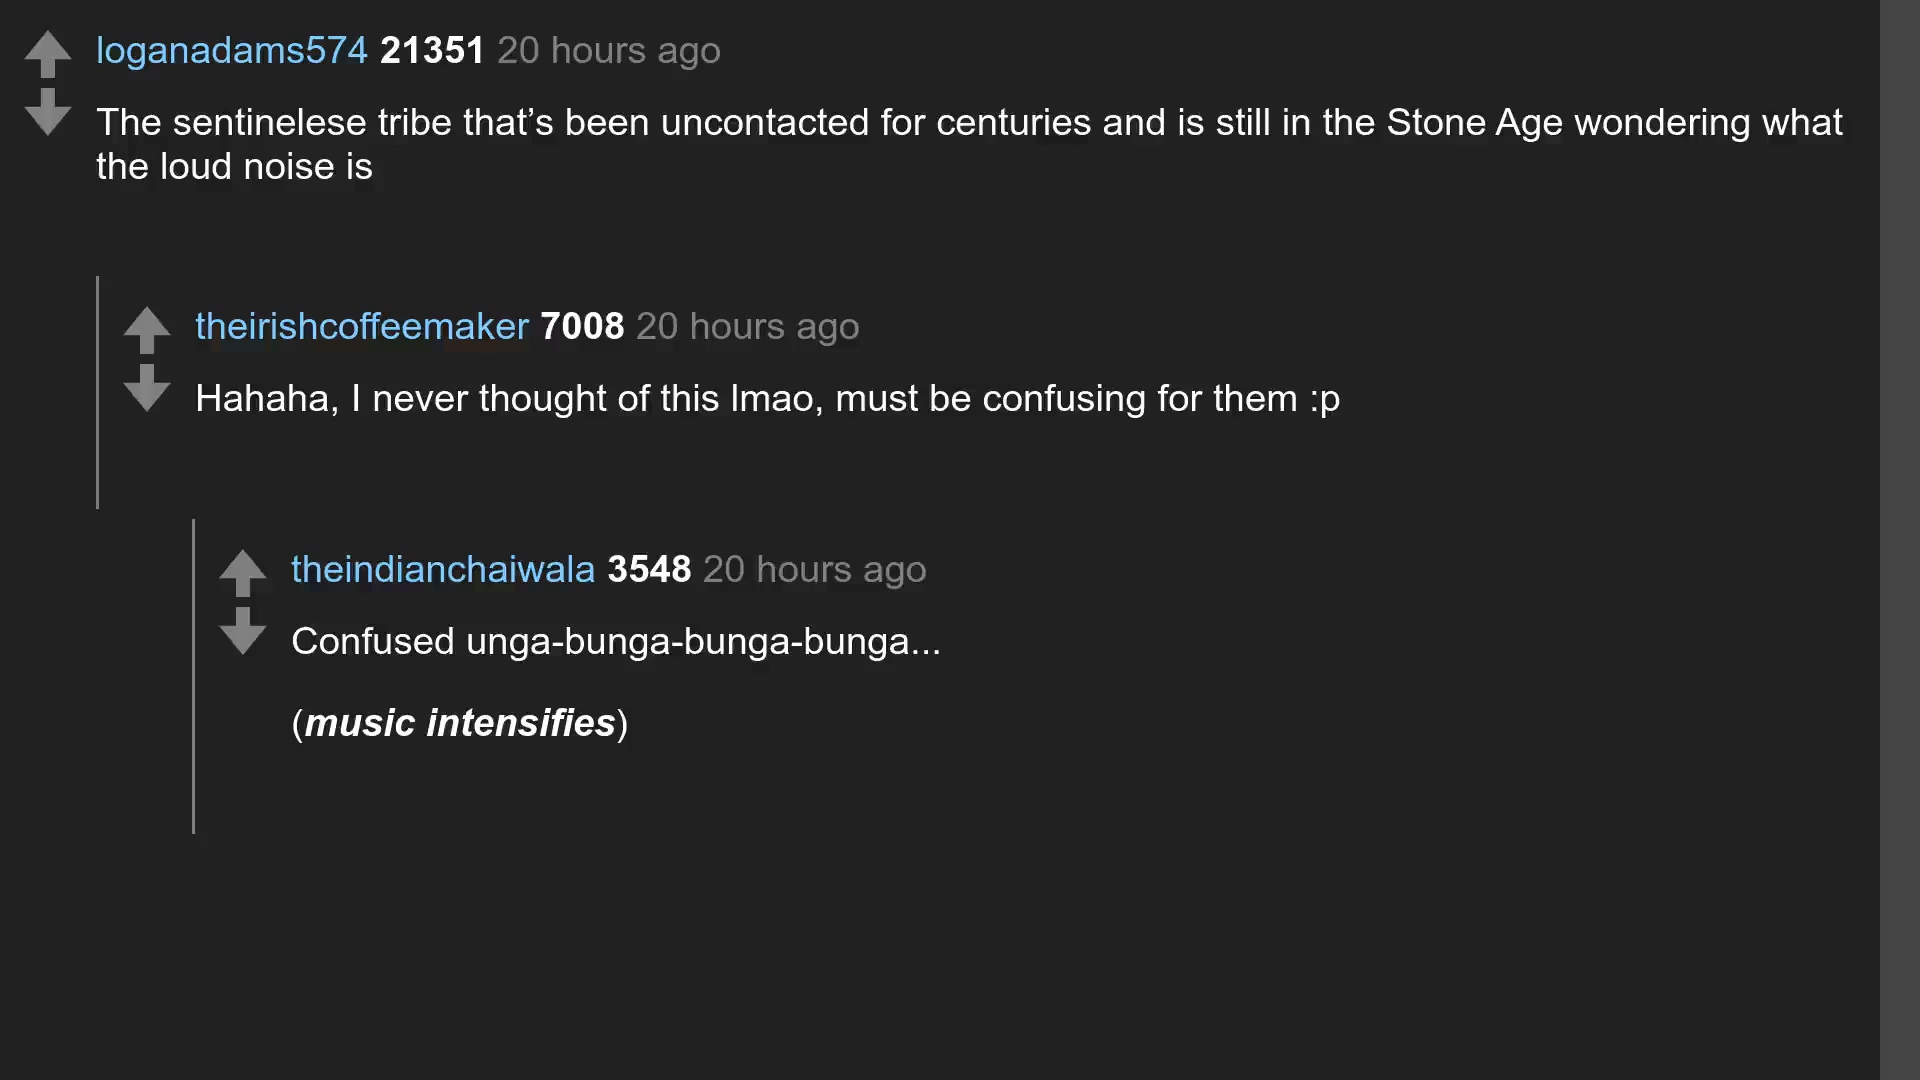 loganadams574 21351 20 hours ago
The sentinelese tribe that’s been uncontacted for centuries and is still in the Stone Age wondering what
the loud noise is
theirishcoffeemaker 7008 20 hours ago
Hahaha, I never thought of this lmao, must be confusing for them :p
theindianchaiwala 3548 20 hours ago
Confused unga-bunga-bunga-bunga...
(music intensifies)